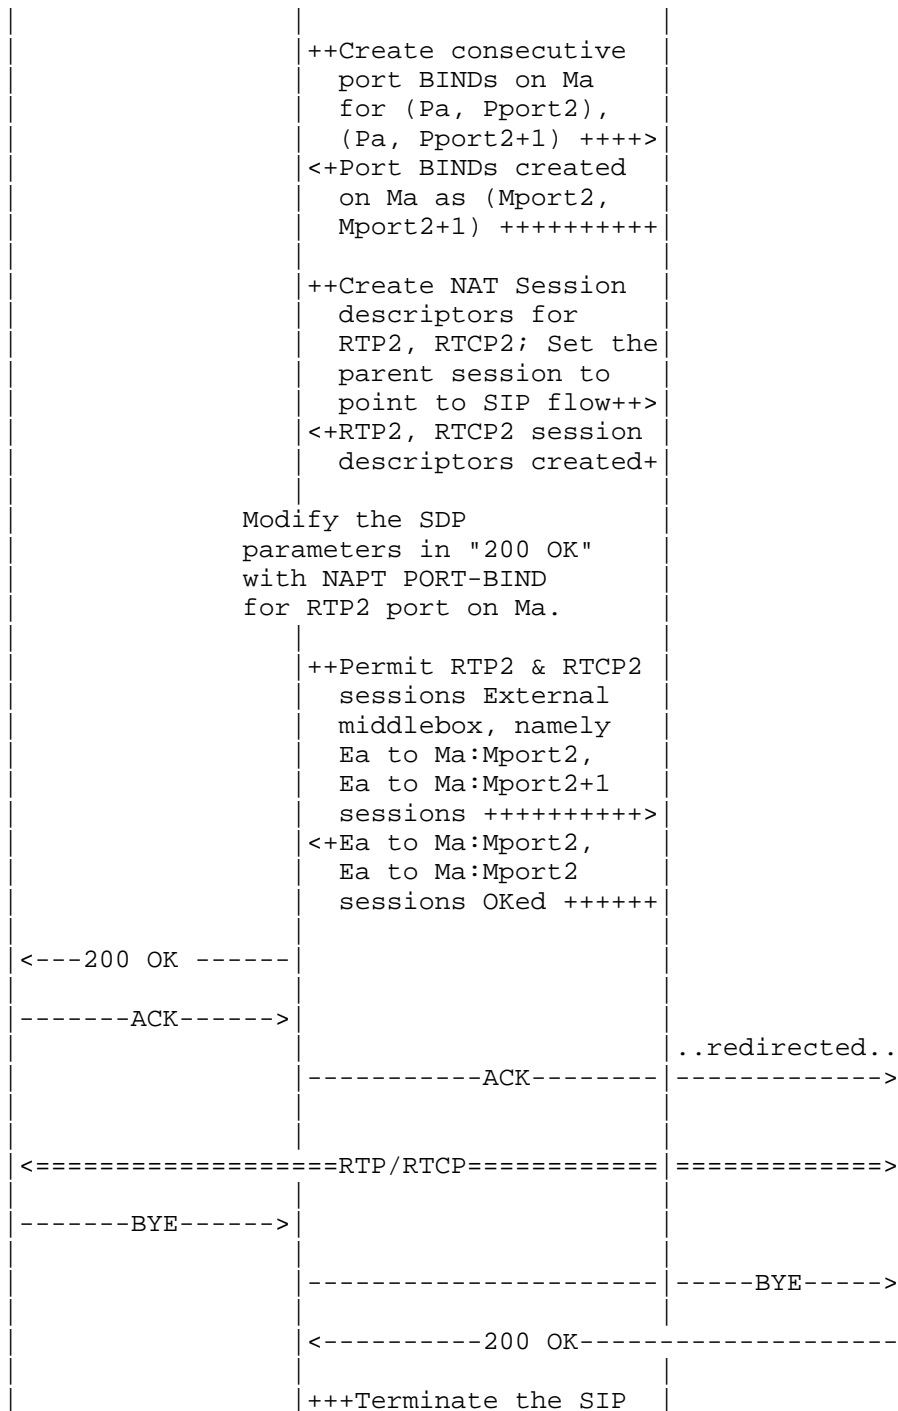 |                 |                      |
|                 |++Create consecutive  |
|                 |  port BINDs on Ma    |
|                 |  for (Pa, Pport2),   |
|                 |  (Pa, Pport2+1) ++++>|
|                 |<+Port BINDs created  |
|                 |  on Ma as (Mport2,   |
|                 |  Mport2+1) ++++++++++|
|                 |                      |
|                 |++Create NAT Session  |
|                 |  descriptors for     |
|                 |  RTP2, RTCP2; Set the|
|                 |  parent session to   |
|                 |  point to SIP flow++>|
|                 |<+RTP2, RTCP2 session |
|                 |  descriptors created+|
|                 |                      |
|             Modify the SDP             |
|             parameters in "200 OK"     |
|             with NAPT PORT-BIND        |
|             for RTP2 port on Ma.       |
|                 |                      |
|                 |++Permit RTP2 & RTCP2 |
|                 |  sessions External   |
|                 |  middlebox, namely   |
|                 |  Ea to Ma:Mport2,    |
|                 |  Ea to Ma:Mport2+1   |
|                 |  sessions ++++++++++>|
|                 |<+Ea to Ma:Mport2,    |
|                 |  Ea to Ma:Mport2     |
|                 |  sessions OKed ++++++|
|                 |                      |
|<---200 OK ------|                      |
|                 |                      |
|-------ACK------>|                      |
|                 |                      |..redirected..
|                 |-----------ACK--------|------------->
|                 |                      |
|                 |                      |
|<===================RTP/RTCP============|=============>
|                 |                      |
|-------BYE------>|                      |
|                 |                      |
|                 |----------------------|-----BYE----->
|                 |                      |
|                 |<----------200 OK--------------------
|                 |                      |
|                 |+++Terminate the SIP  |